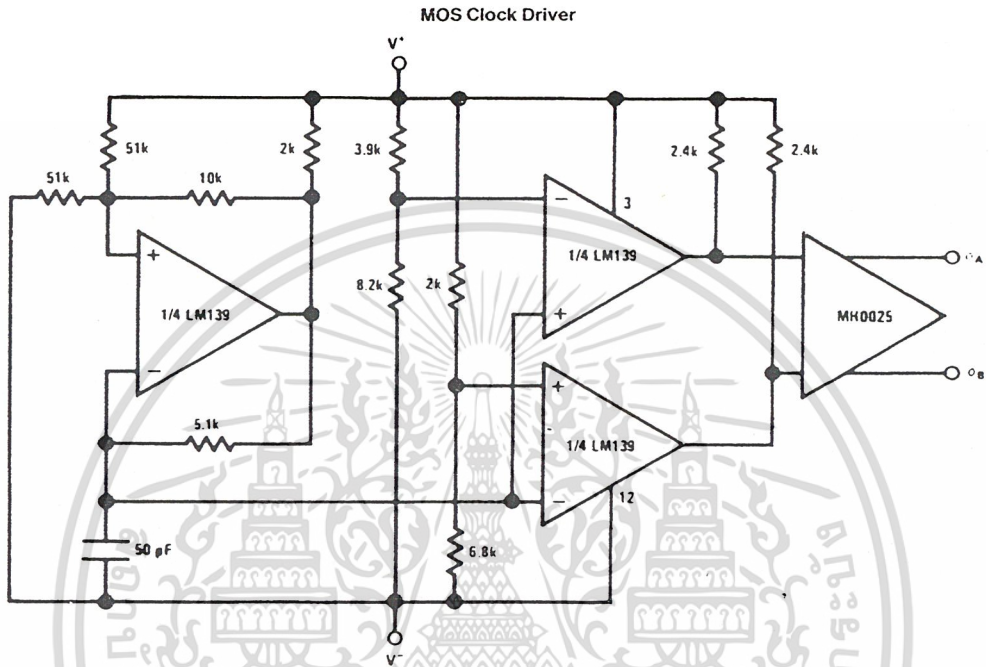 MOS Clock Driver
V+
51k
2k
3.9k
2.4k
2.4k
51k
10k
3
1/4 LM139
8.2k
2k
1/4 LM139
MH0025
5.1k
1/4 LM139
12
50 pF
6.8k
V−